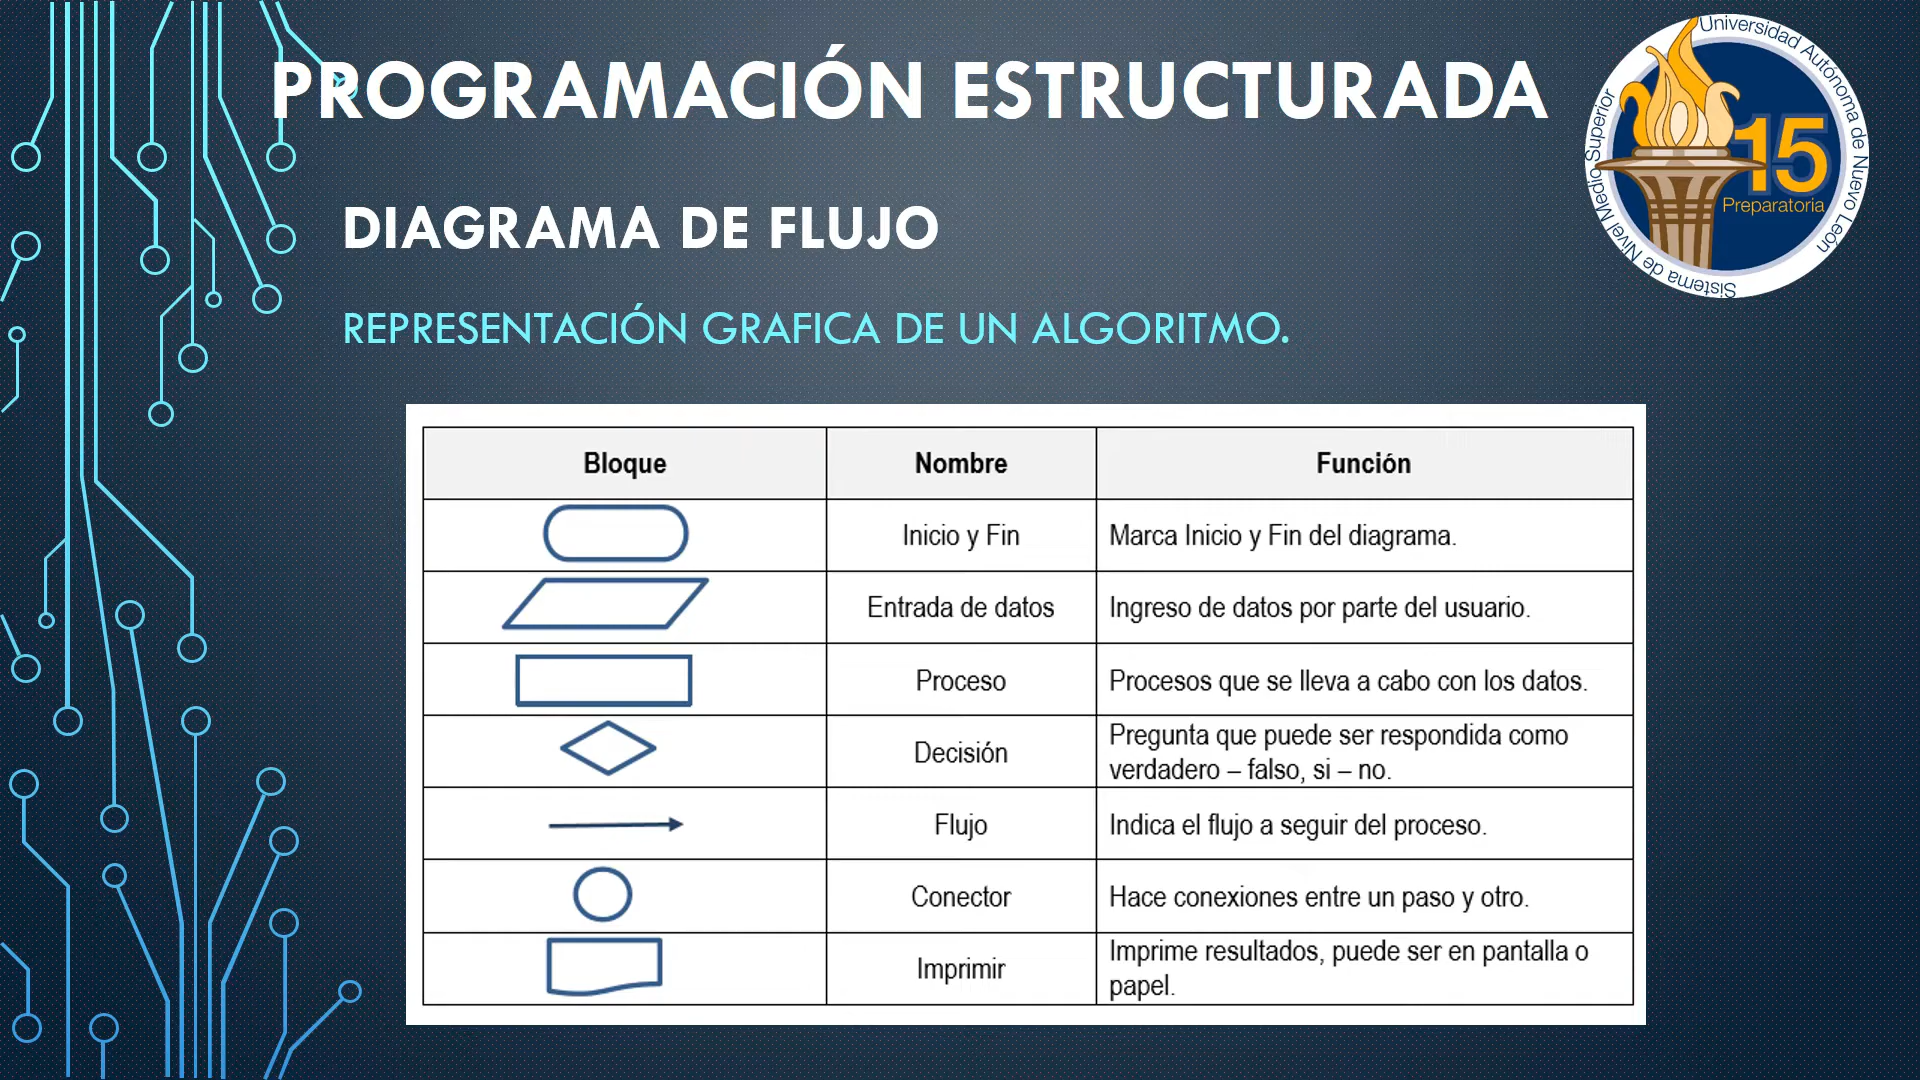 PROGRAMACIÓN ESTRUCTURADA
Universidad Autónoma de Nuevo León
Sistema de Nivel Medio Superior
15
Preparatoria
DIAGRAMA DE FLUJO
REPRESENTACIÓN GRAFICA DE UN ALGORITMO.
Bloque Nombre Función
Inicio y Fin Marca Inicio y Fin del diagrama.
Entrada de datos Ingreso de datos por parte del usuario.
Proceso Procesos que se lleva a cabo con los datos.
Decisión Pregunta que puede ser respondida como
verdadero – falso, si – no.
Flujo Indica el flujo a seguir del proceso.
Conector Hace conexiones entre un paso y otro.
Imprimir Imprime resultados, puede ser en pantalla o
papel.